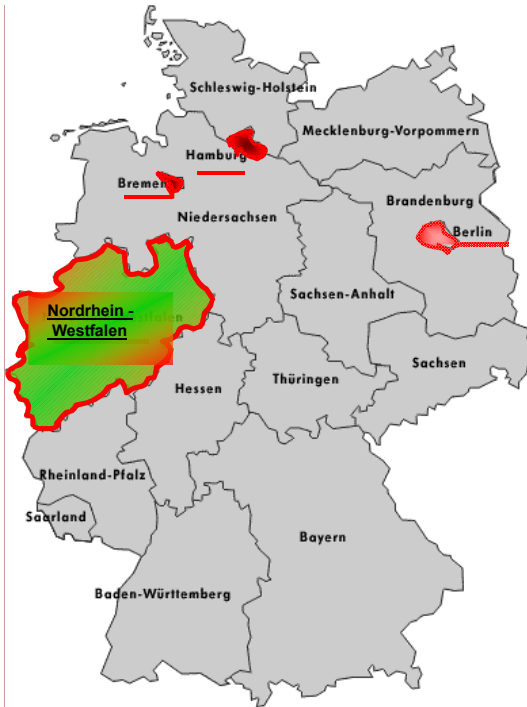 Schleswig-Holstein
Mecklenburg-Vorpommern
Hamburg
Bremen
Brandenburg
Niedersachsen
Berlin
Sachsen-Anhalt
Nordrhein -
Westfalen
Sachsen
Thüringen
Hessen
Rheinland-Pfalz
Saarland
Bayern
Baden-Württemberg